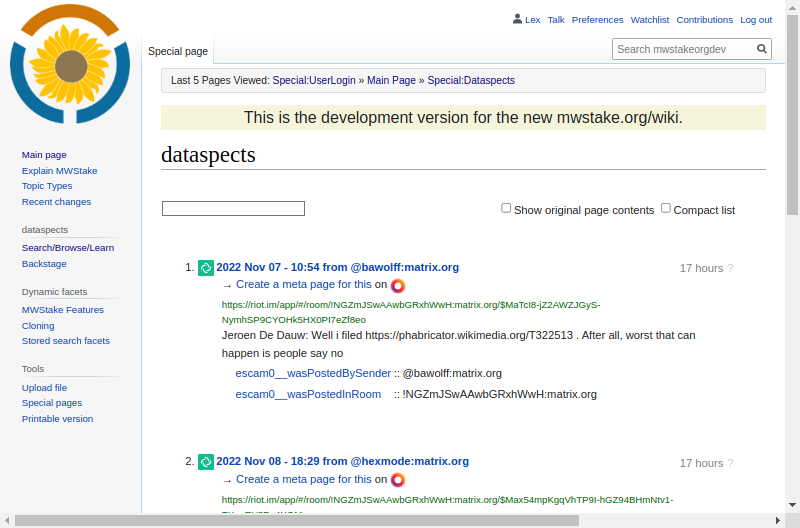 Lex Talk Preferences Watchlist Contributions Log out
Special page
Search mwstakeorgdev
Last 5 Pages Viewed: Special:UserLogin » Main Page » Special:Dataspects
This is the development version for the new mwstake.org/wiki.
dataspects
Main page
Explain MWStake
Topic Types
Recent changes
dataspects
Search/Browse/Learn
Backstage
Dynamic facets
MWStake Features
Cloning
Stored search facets
Tools
Upload file
Special pages
Printable version
Show original page contents Compact list
1. 2022 Nov 07 - 10:54 from @bawolff:matrix.org 17 hours ?
→ Create a meta page for this on
https://riot.im/app/#/room/!NGZmJSwAAwbGRxhWwH:matrix.org/$MaTcI8-jZ2AWZJGyS-
NymhSP9CYOHk5HX0PI7eZf8eo
Jeroen De Dauw: Well i filed https://phabricator.wikimedia.org/T322513 . After all, worst that can
happen is people say no
escam0__wasPostedBySender :: @bawolff:matrix.org
escam0__wasPostedInRoom :: !NGZmJSwAAwbGRxhWwH:matrix.org
2. 2022 Nov 08 - 18:29 from @hexmode:matrix.org 17 hours ?
→ Create a meta page for this on
https://riot.im/app/#/room/!NGZmJSwAAwbGRxhWwH:matrix.org/$Max54mpKgqVhTP9I-hGZ94BHmNtv1-